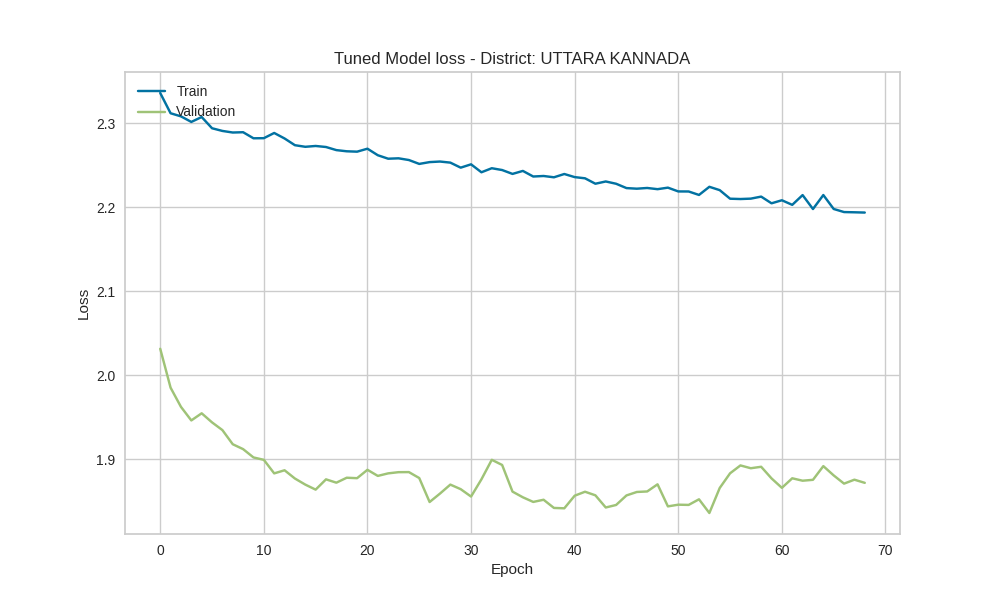 Tuned Model loss - District: UTTARA KANNADA
Train
Validation
2.3
2.2
2.1
2.0
1.9
Loss
0 10 20 30 40 50 60 70
Epoch